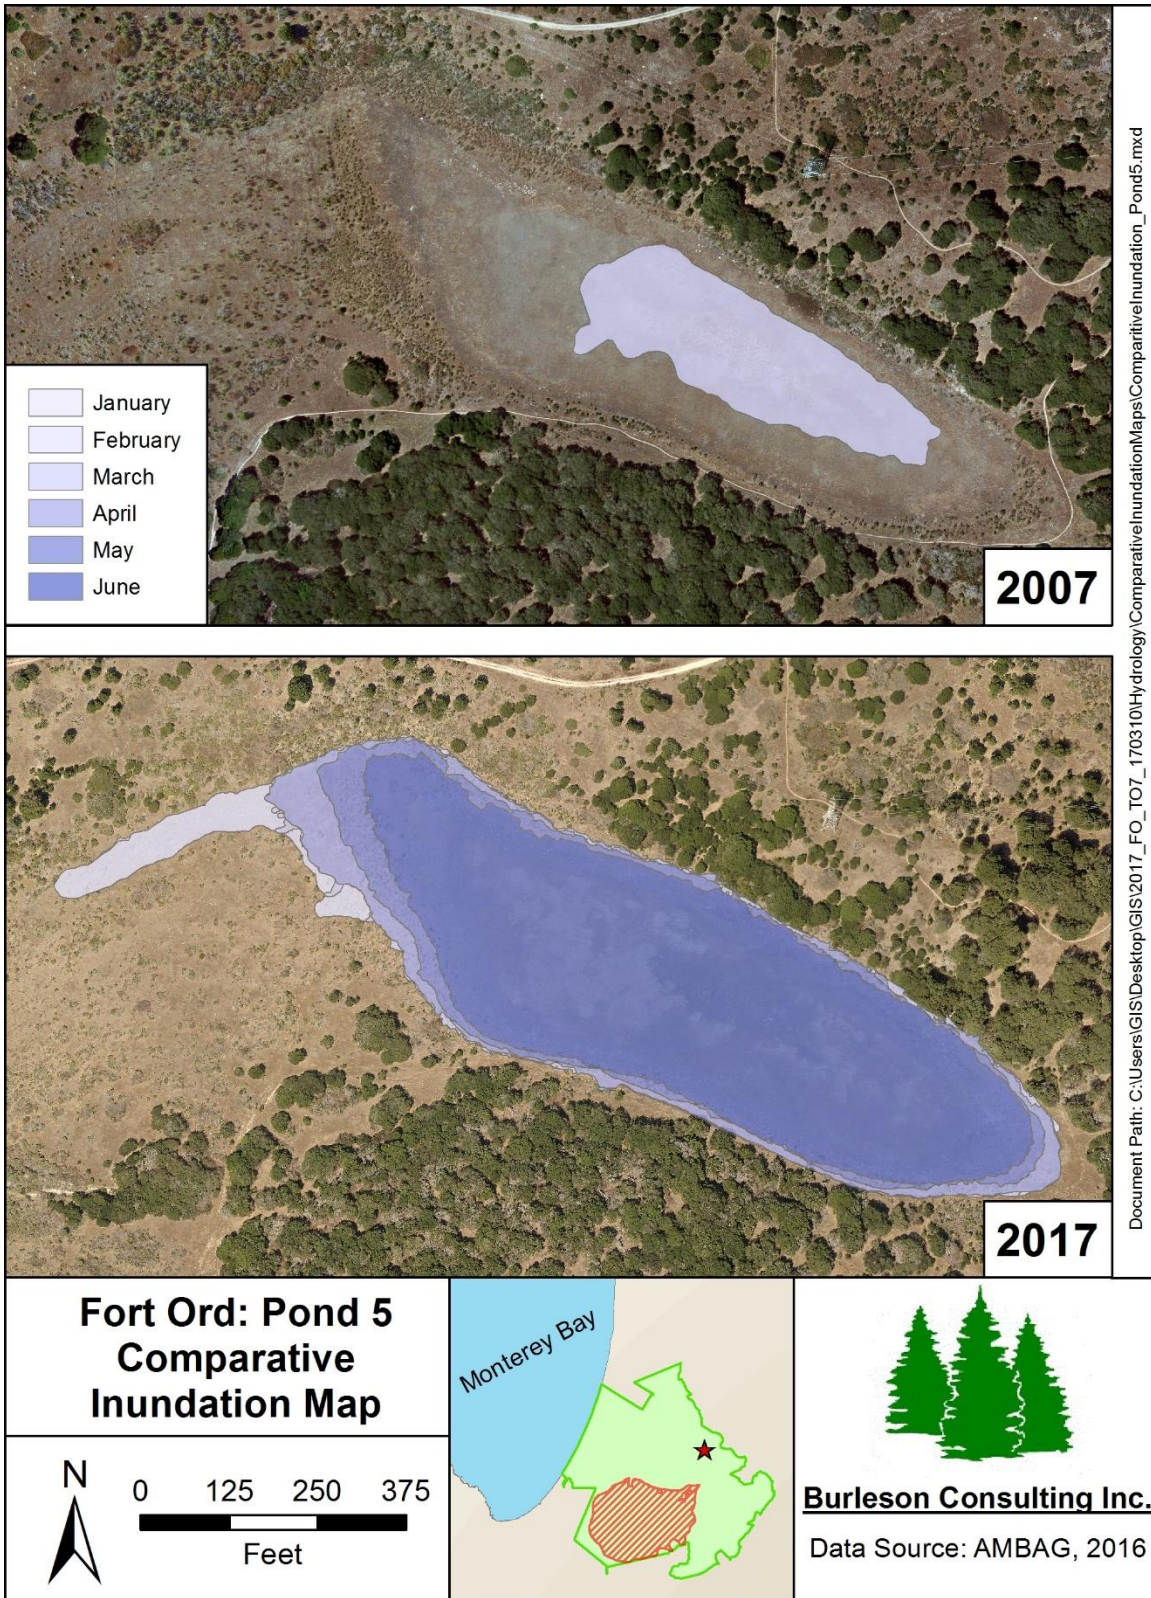 January
February
March
April
May
June
2007
2017
Document Path: C:\Users\GIS\Desktop\GIS\2017_FO_TO7_170310\Hydrology\ComparativeInundationMaps\ComparitiveInundation_Pond5.mxd
Fort Ord: Pond 5
Comparative
Inundation Map
N
0 125 250 375
Feet
Monterey Bay
Burleson Consulting Inc.
Data Source: AMBAG, 2016